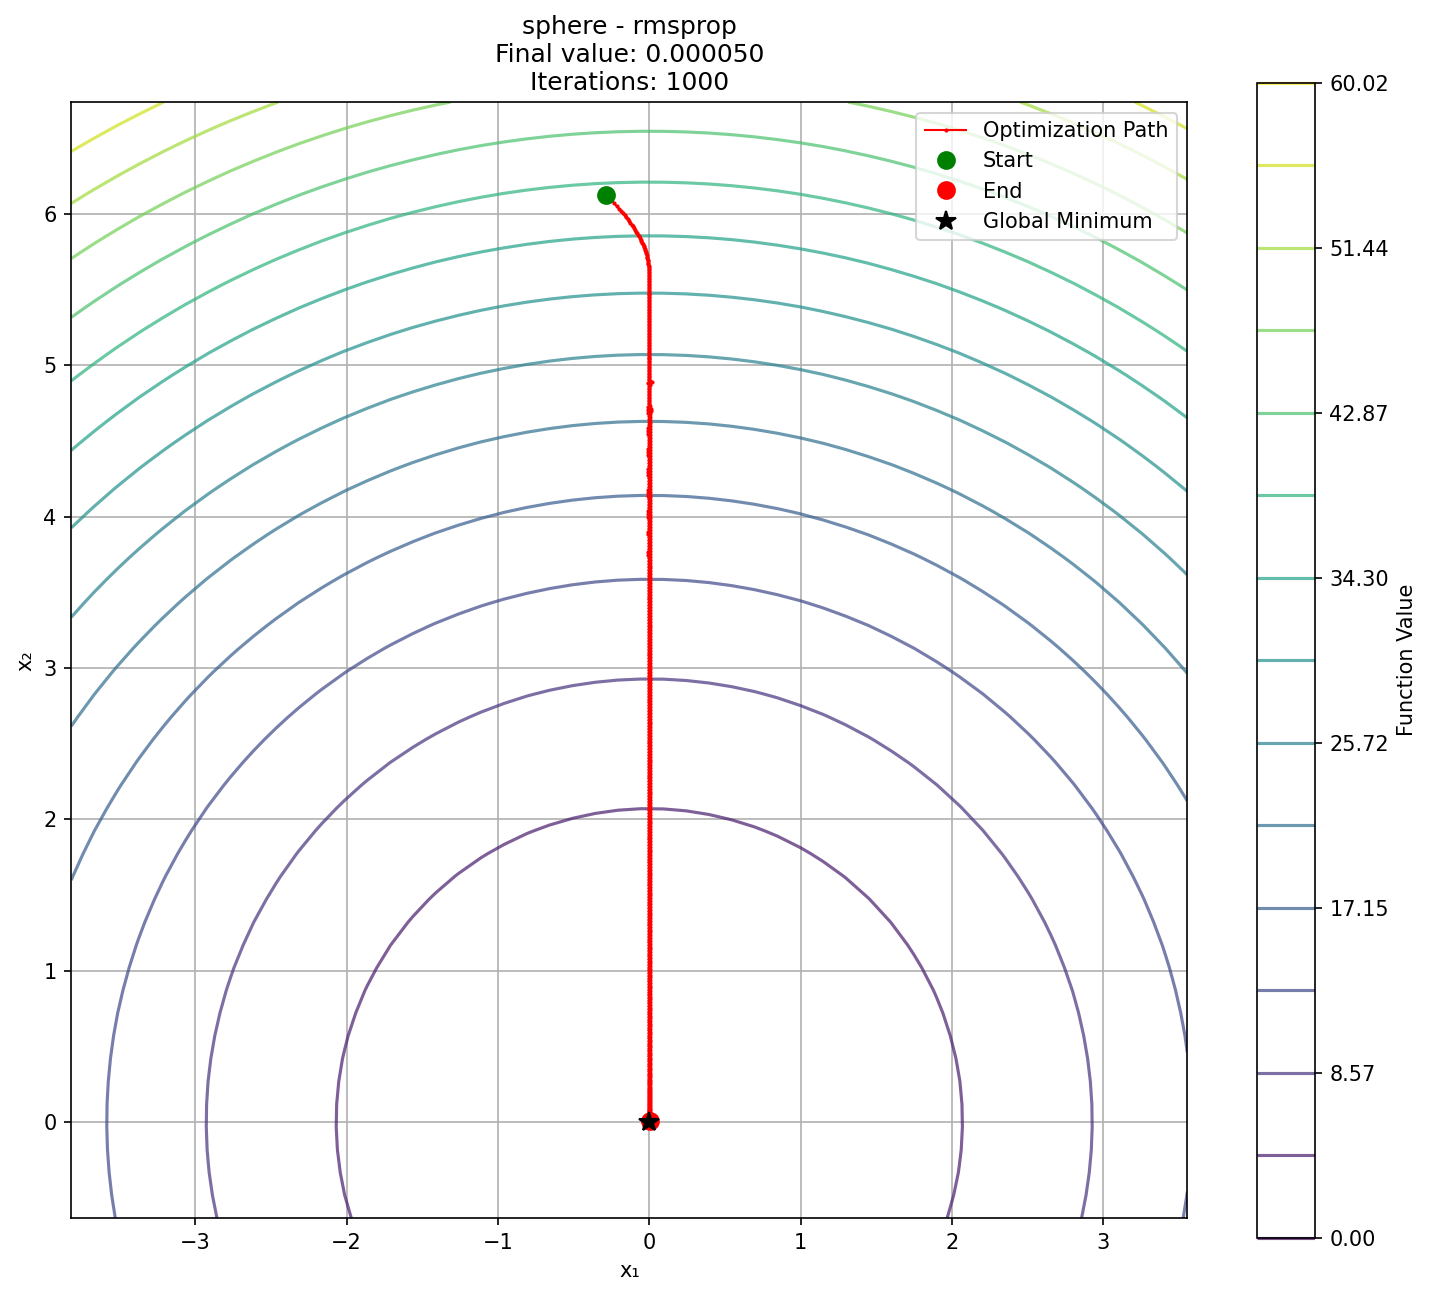 sphere - rmsprop
Final value: 0.000050
Iterations: 1000
Optimization Path
Start
End
Global Minimum
6
5
4
3
2
1
0
x₂
−3
−2
−1
0
1
2
3
x₁
60.02
51.44
42.87
34.30
25.72
17.15
8.57
0.00
Function Value